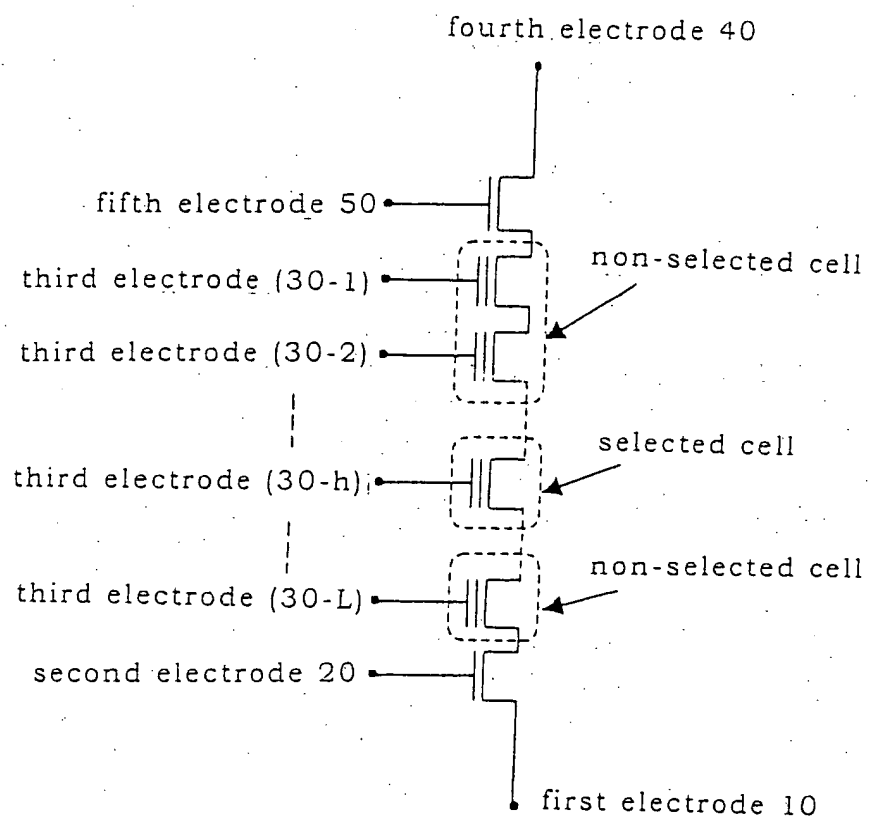 fourth electrode 40
fifth electrode 50
non-selected cell
third electrode (30-1)
third electrode (30-2)
selected cell
third electrode (30-h)
non-selected cell
third electrode (30-L)
second electrode 20
first electrode 10